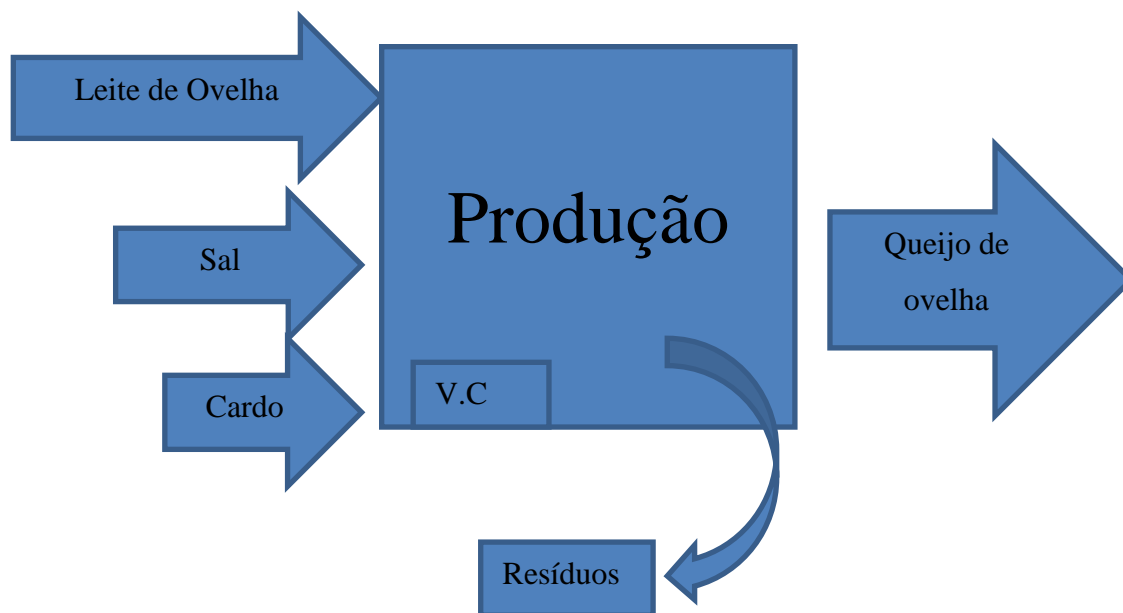 Leite de Ovelha
Sal
Cardo
Produção
V.C
Queijo de
ovelha
Resíduos